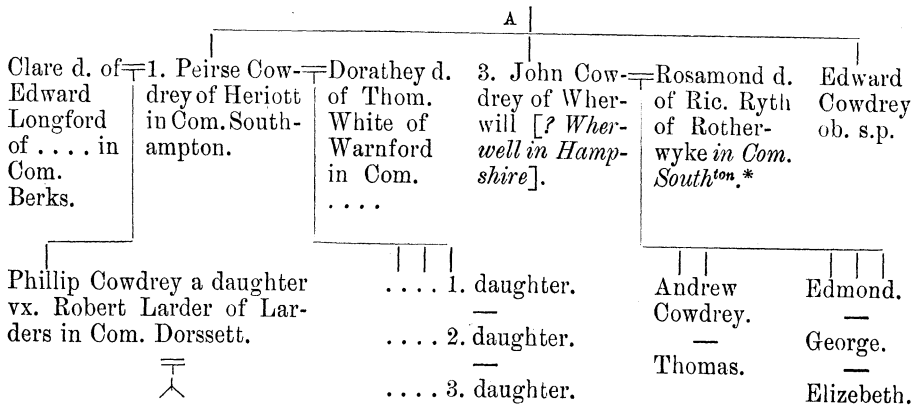 A
Clare d. of
Edward
Longford
of . . . . in
Com.
Berks.
1. Peirse Cow-
drey of Heriott
in Com. South-
ampton.
Dorathey d.
of Thom.
White of
Warnford
in Com.
. . . .
3. John Cow-
drey of Wher-
will [? Wher-
well in Hamp-
shire].
Rosamond d.
of Ric. Ryth
of Rother-
wyke in Com.
Southton.*
Edward
Cowdrey
ob. s.p.
Phillip Cowdrey a daughter
vx. Robert Larder of Lar-
ders in Com. Dorssett.
. . . . 1. daughter.
. . . . 2. daughter.
. . . . 3. daughter.
Andrew
Cowdrey.
Thomas.
Edmond.
George.
Elizebeth.